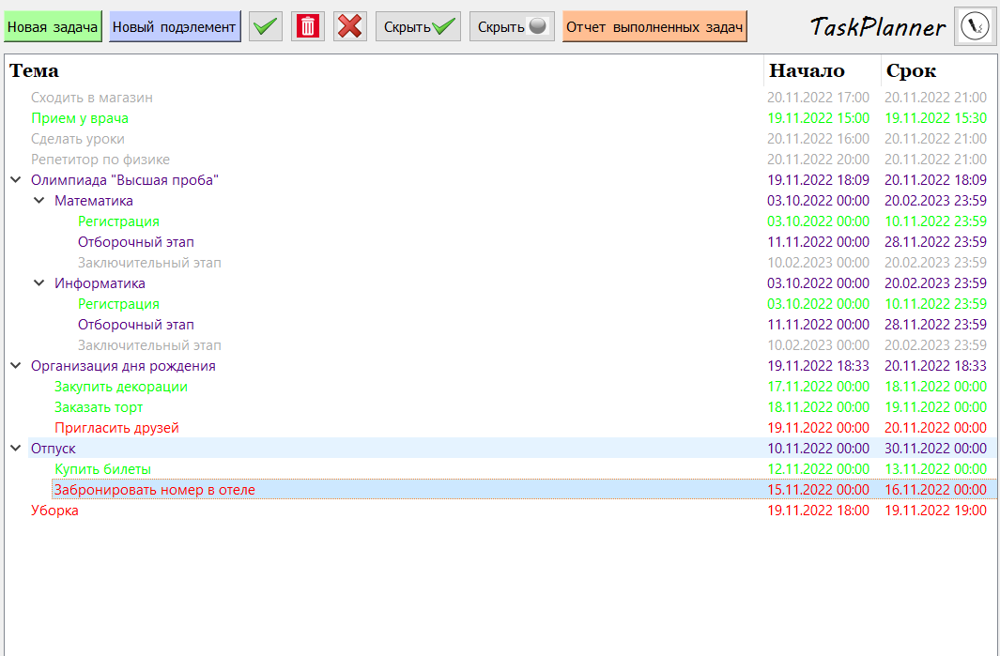 Новая задача Новый подэлемент Скрыть Скрыть Отчет выполненных задач TaskPlanner
Тема Начало Срок
Сходить в магазин 20.11.2022 17:00 20.11.2022 21:00
Прием у врача 19.11.2022 15:00 19.11.2022 15:30
Сделать уроки 20.11.2022 16:00 20.11.2022 21:00
Репетитор по физике 20.11.2022 20:00 20.11.2022 21:00
Олимпиада "Высшая проба" 19.11.2022 18:09 20.11.2022 18:09
Математика 03.10.2022 00:00 20.02.2023 23:59
Регистрация 03.10.2022 00:00 10.11.2022 23:59
Отборочный этап 11.11.2022 00:00 28.11.2022 23:59
Заключительный этап 10.02.2023 00:00 20.02.2023 23:59
Информатика 03.10.2022 00:00 20.02.2023 23:59
Регистрация 03.10.2022 00:00 10.11.2022 23:59
Отборочный этап 11.11.2022 00:00 28.11.2022 23:59
Заключительный этап 10.02.2023 00:00 20.02.2023 23:59
Организация дня рождения 19.11.2022 18:33 20.11.2022 18:33
Закупить декорации 17.11.2022 00:00 18.11.2022 00:00
Заказать торт 18.11.2022 00:00 19.11.2022 00:00
Пригласить друзей 19.11.2022 00:00 20.11.2022 00:00
Отпуск 10.11.2022 00:00 30.11.2022 00:00
Купить билеты 12.11.2022 00:00 13.11.2022 00:00
Забронировать номер в отеле 15.11.2022 00:00 16.11.2022 00:00
Уборка 19.11.2022 18:00 19.11.2022 19:00